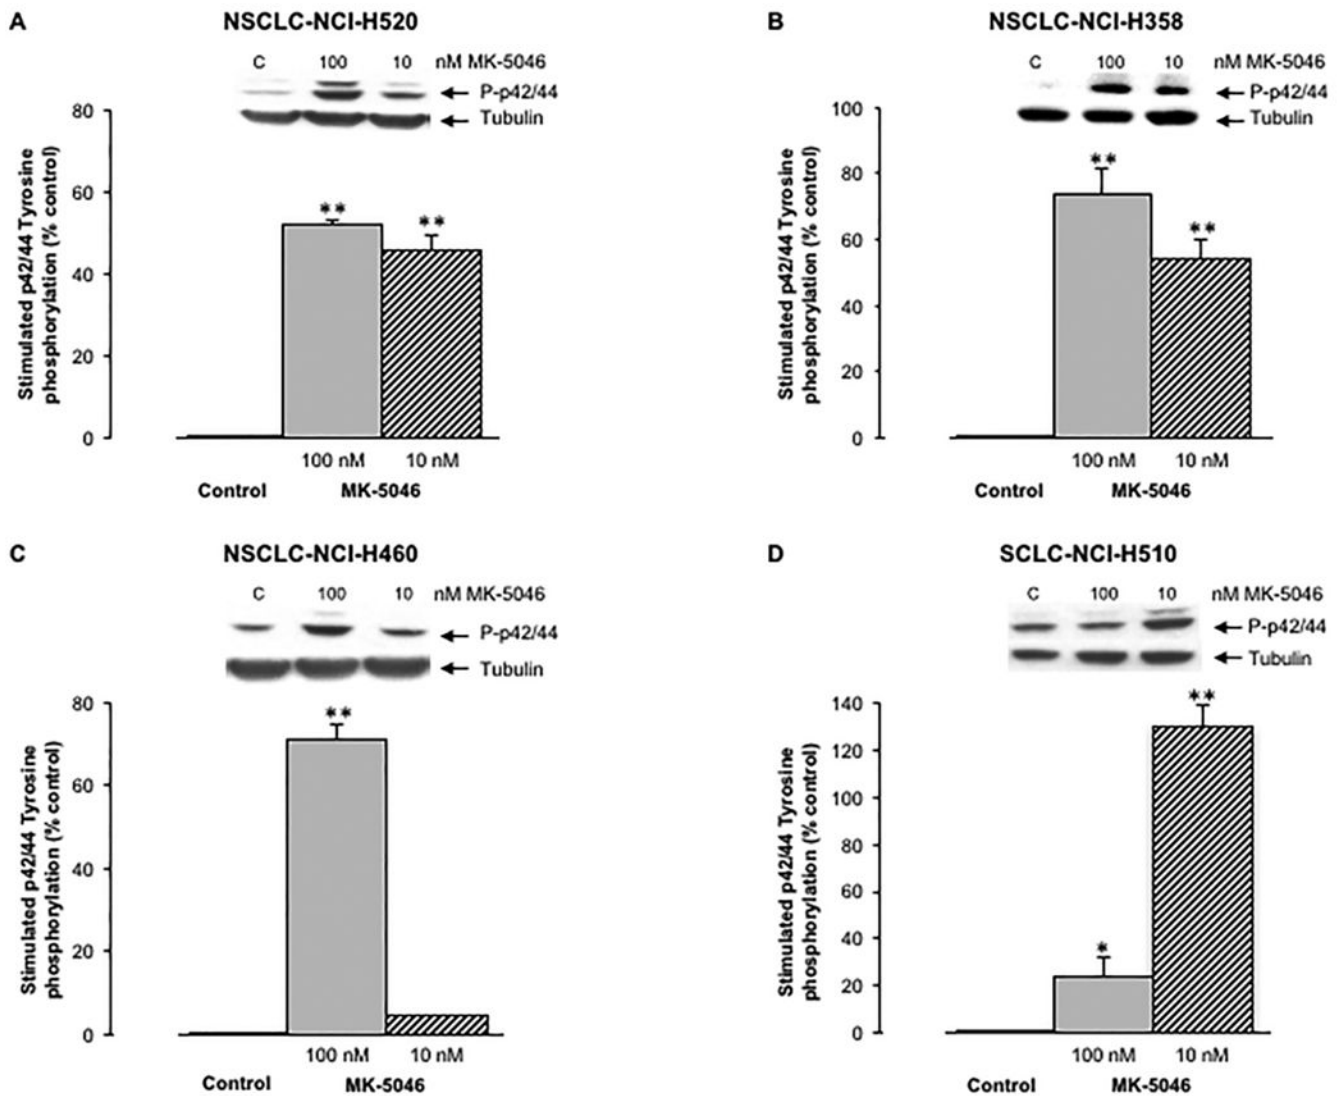 A
NSCLC-NCI-H520
C 100 10 nM MK-5046
P-p42/44
Tubulin
Stimulated p42/44 Tyrosine
phosphorylation (% control)
80
60
40
20
0
**
**
100 nM 10 nM
Control MK-5046
B
NSCLC-NCI-H358
C 100 10 nM MK-5046
P-p42/44
Tubulin
Stimulated p42/44 Tyrosine
phosphorylation (% control)
100
80
60
40
20
0
**
**
100 nM 10 nM
Control MK-5046
C
NSCLC-NCI-H460
C 100 10 nM MK-5046
P-p42/44
Tubulin
Stimulated p42/44 Tyrosine
phosphorylation (% control)
80
60
40
20
0
**
100 nM 10 nM
Control MK-5046
D
SCLC-NCI-H510
C 100 10 nM MK-5046
P-p42/44
Tubulin
Stimulated p42/44 Tyrosine
phosphorylation (% control)
140
120
100
80
60
40
20
0
*
**
100 nM 10 nM
Control MK-5046